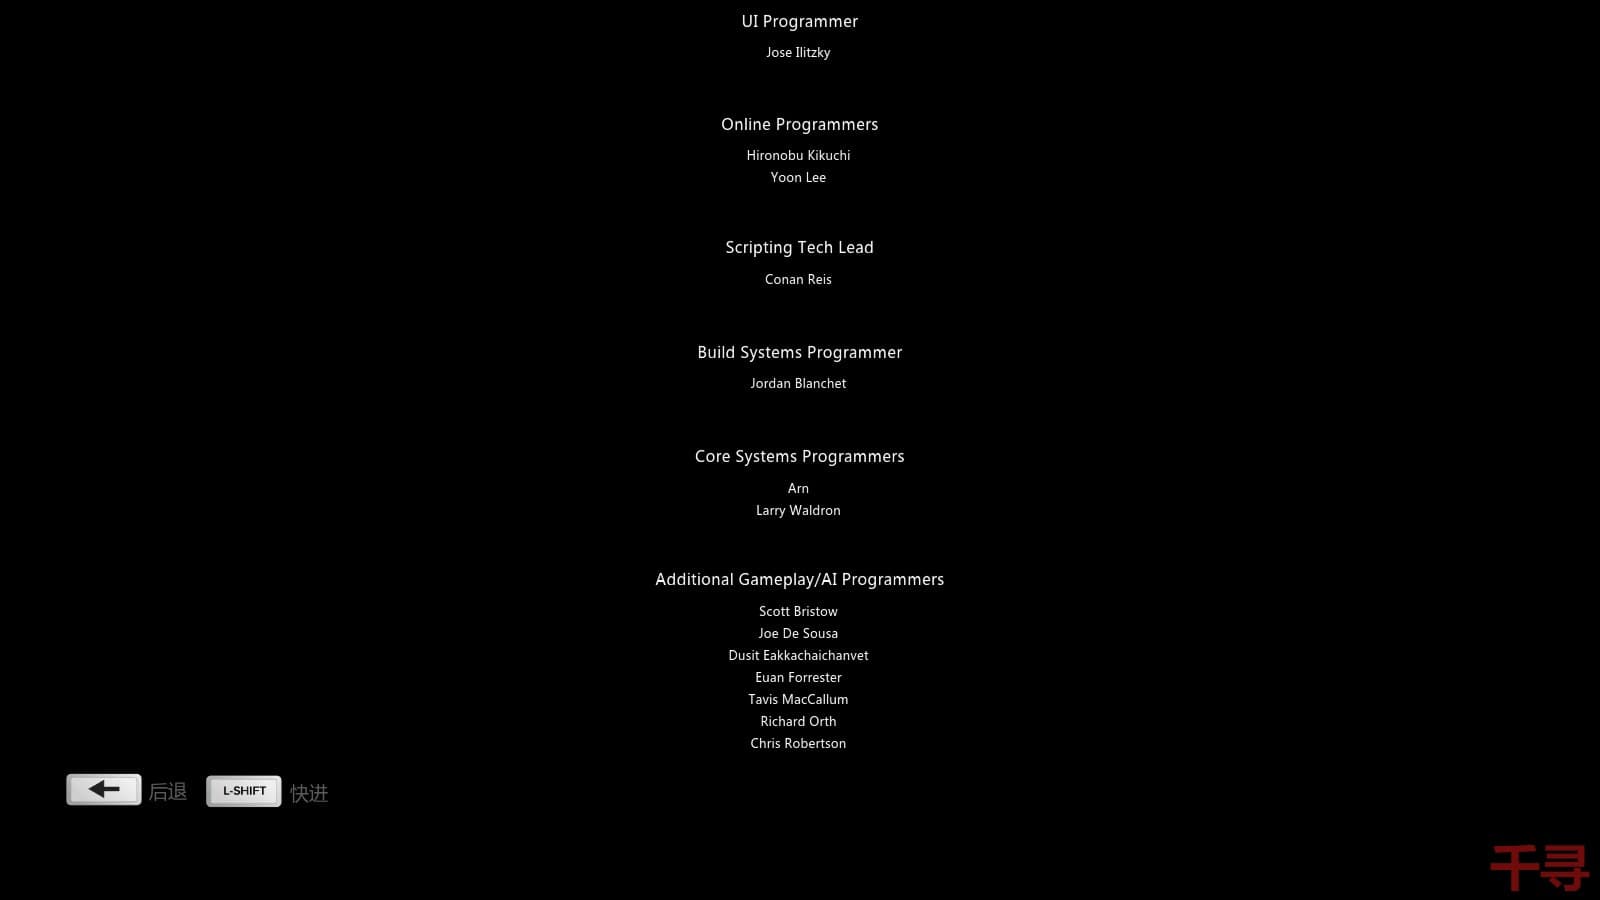 UI Programmer
Jose Ilitzky
Online Programmers
Hironobu Kikuchi
Yoon Lee
Scripting Tech Lead
Conan Reis
Build Systems Programmer
Jordan Blanchet
Core Systems Programmers
Arn
Larry Waldron
Additional Gameplay/AI Programmers
Scott Bristow
Joe De Sousa
Dusit Eakkachaichanvet
Euan Forrester
Tavis MacCallum
Richard Orth
Chris Robertson
后退 L-SHIFT 快进
千寻